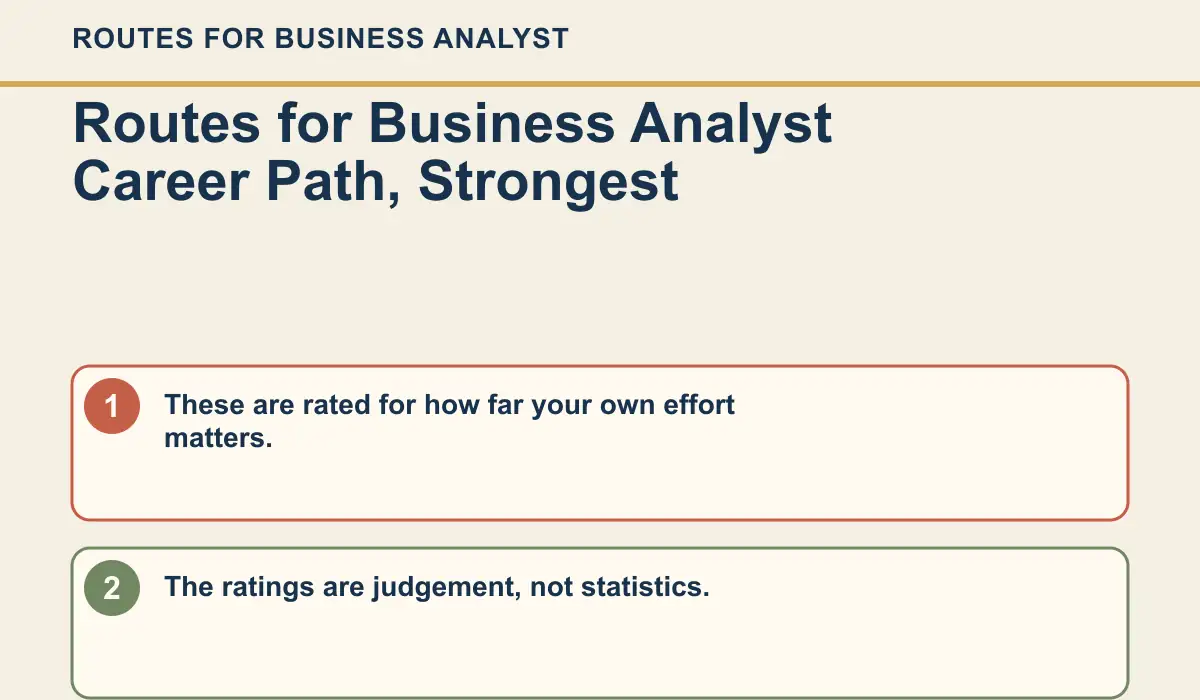 ROUTES FOR BUSINESS ANALYST
Routes for Business Analyst
Career Path, Strongest
1
These are rated for how far your own effort
matters.
2
The ratings are judgement, not statistics.